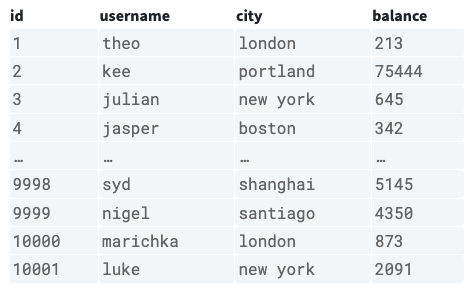 id username city balance
1 theo london 213
2 kee portland 75444
3 julian new york 645
4 jasper boston 342
… … … …
9998 syd shanghai 5145
9999 nigel santiago 4350
10000 marichka london 873
10001 luke new york 2091